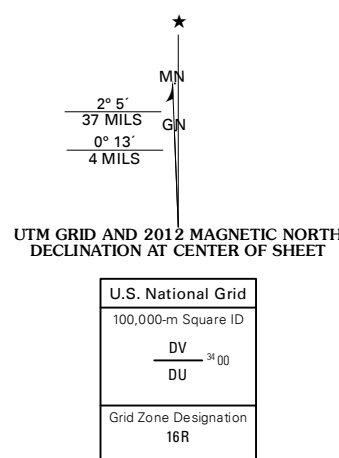 ★
MN
2° 5´
37 MILS
GN
0° 13´
4 MILS
UTM GRID AND 2012 MAGNETIC NORTH
DECLINATION AT CENTER OF SHEET
U.S. National Grid
100,000-m Square ID
DV
34 00
DU
Grid Zone Designation
16R